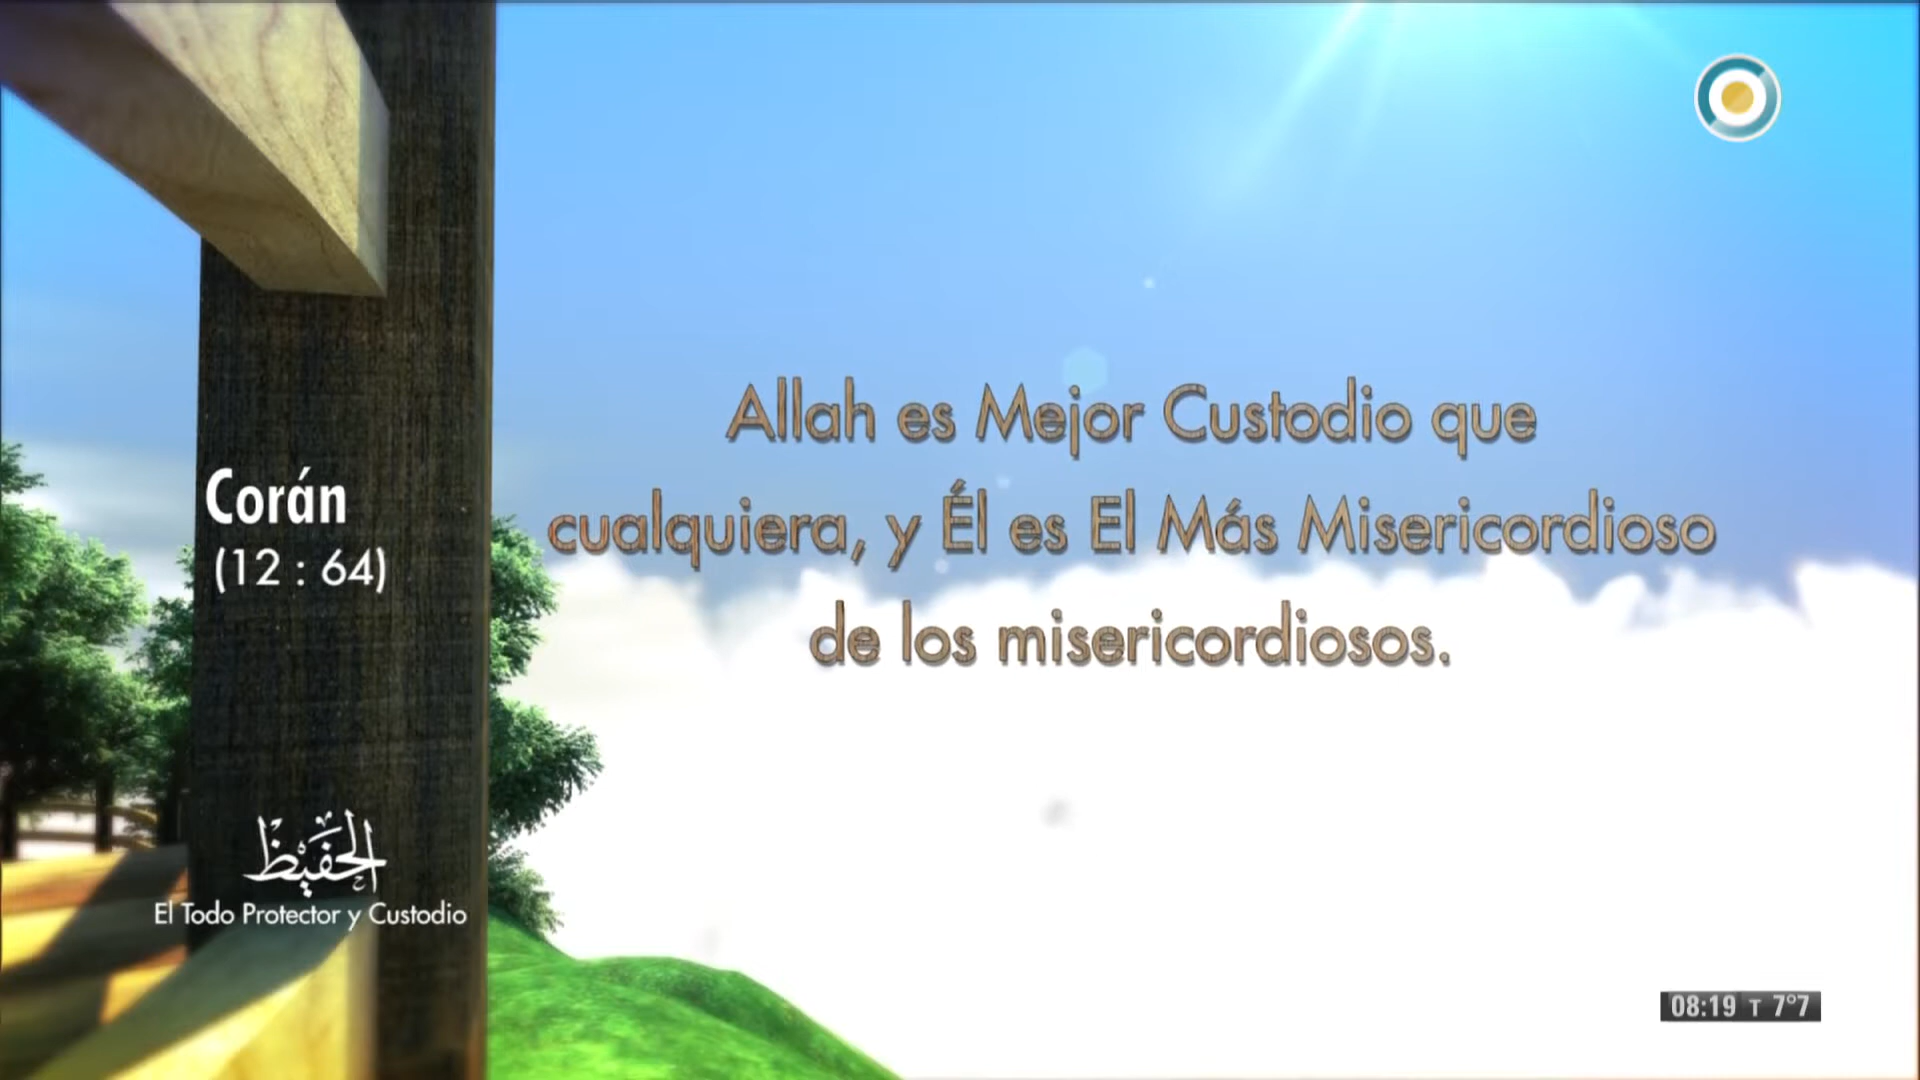 Corán
(12 : 64)
الحفيظ
El Todo Protector y Custodio
Allah es Mejor Custodio que
cualquiera, y Él es El Más Misericordioso
de los misericordiosos.
08:19 T 7°7